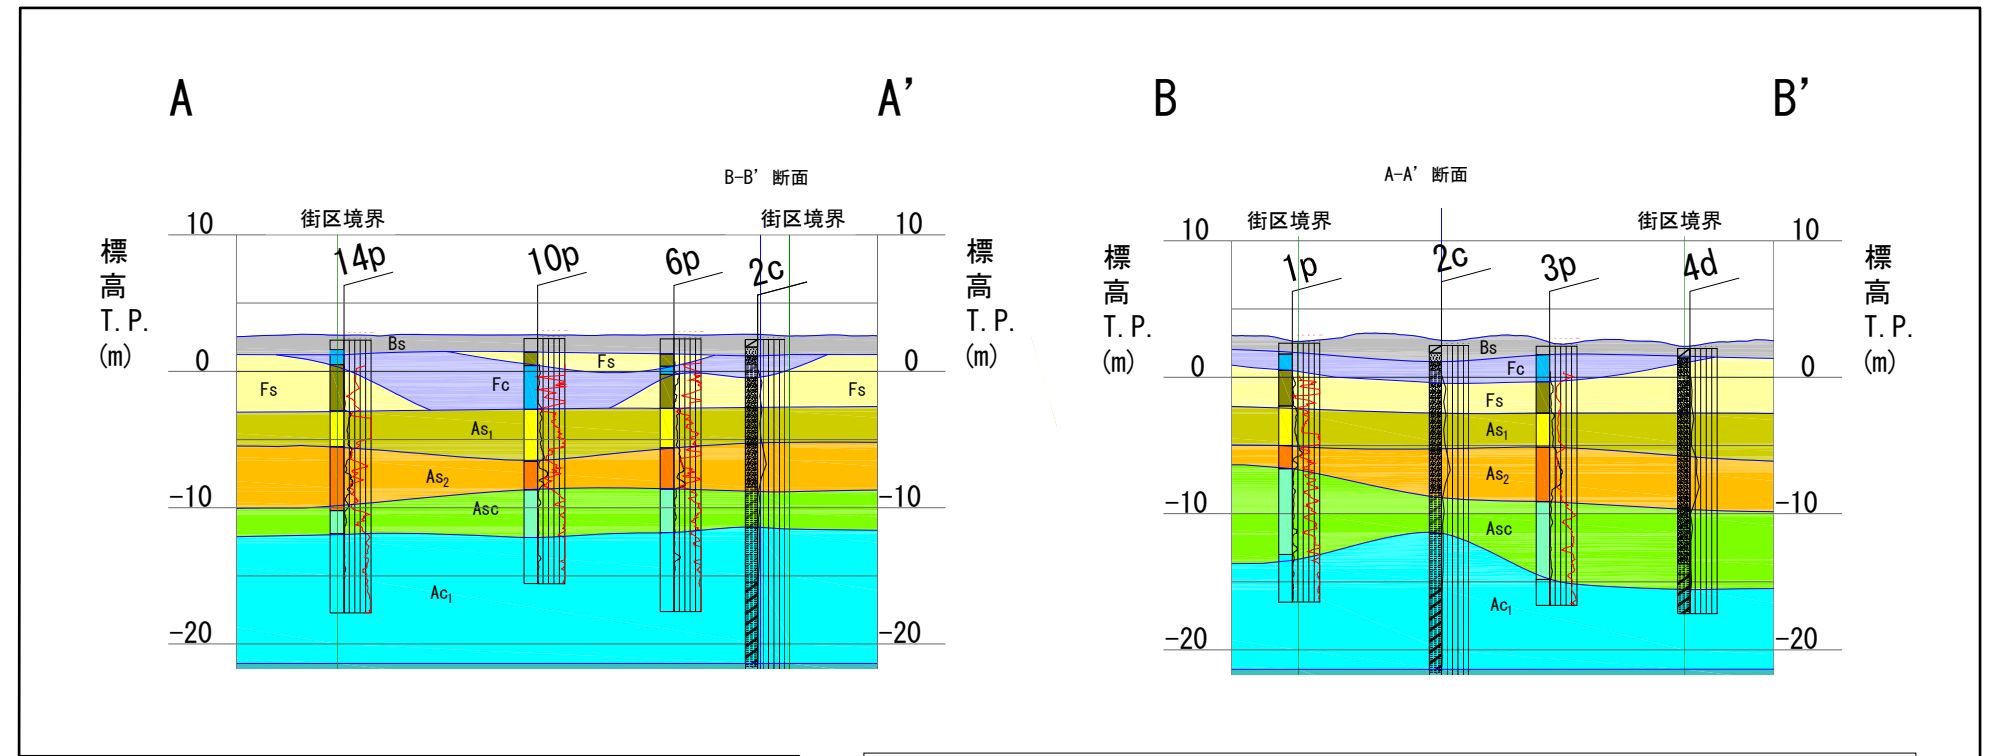 A A’
B-B’ 断面
街区境界 街区境界
10 10
標高 T.P. (m) 標高 T.P. (m)
14p 10p 6p 2c
Bs
0 0
Fs
Fc
Fs Fs
As1
As2
-10 -10
Asc
Ac1
-20 -20
B B’
A-A’ 断面
街区境界 街区境界
10 10
標高 T.P. (m) 標高 T.P. (m)
1p 2c 3p 4d
Bs
0 0
Fc
Fs
As1
As2
-10 -10
Asc
Ac1
-20 -20